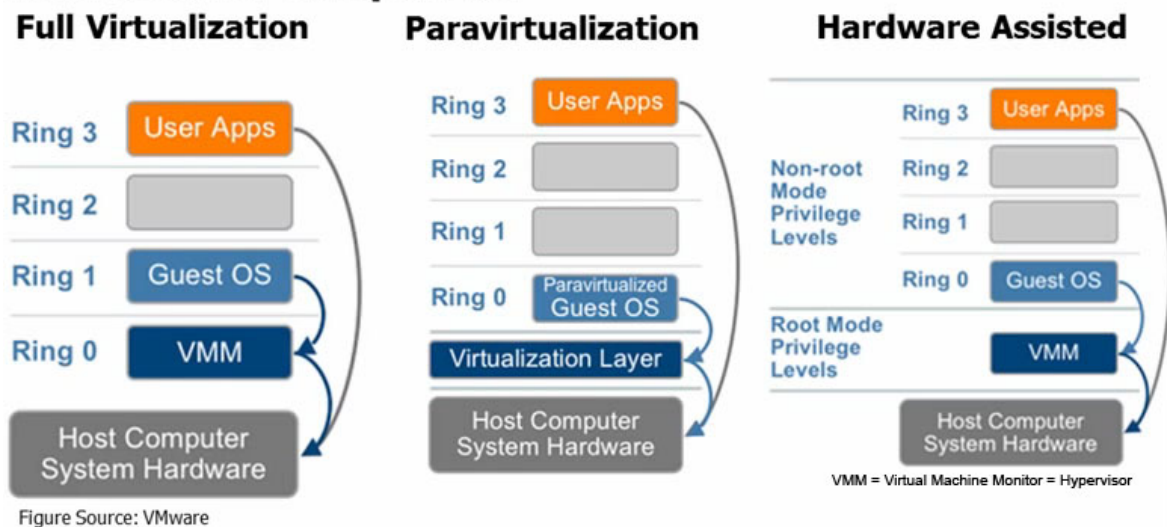 Full Virtualization
Ring 3
User Apps
Ring 2
Ring 1
Guest OS
Ring 0
VMM
Host Computer
System Hardware
Figure Source: VMware
Paravirtualization
Ring 3
User Apps
Ring 2
Ring 1
Ring 0
Paravirtualized
Guest OS
Virtualization Layer
Host Computer
System Hardware
Hardware Assisted
Non-root
Mode
Privilege
Levels
Ring 3
User Apps
Ring 2
Ring 1
Ring 0
Guest OS
Root Mode
Privilege
Levels
VMM
Host Computer
System Hardware
VMM = Virtual Machine Monitor = Hypervisor